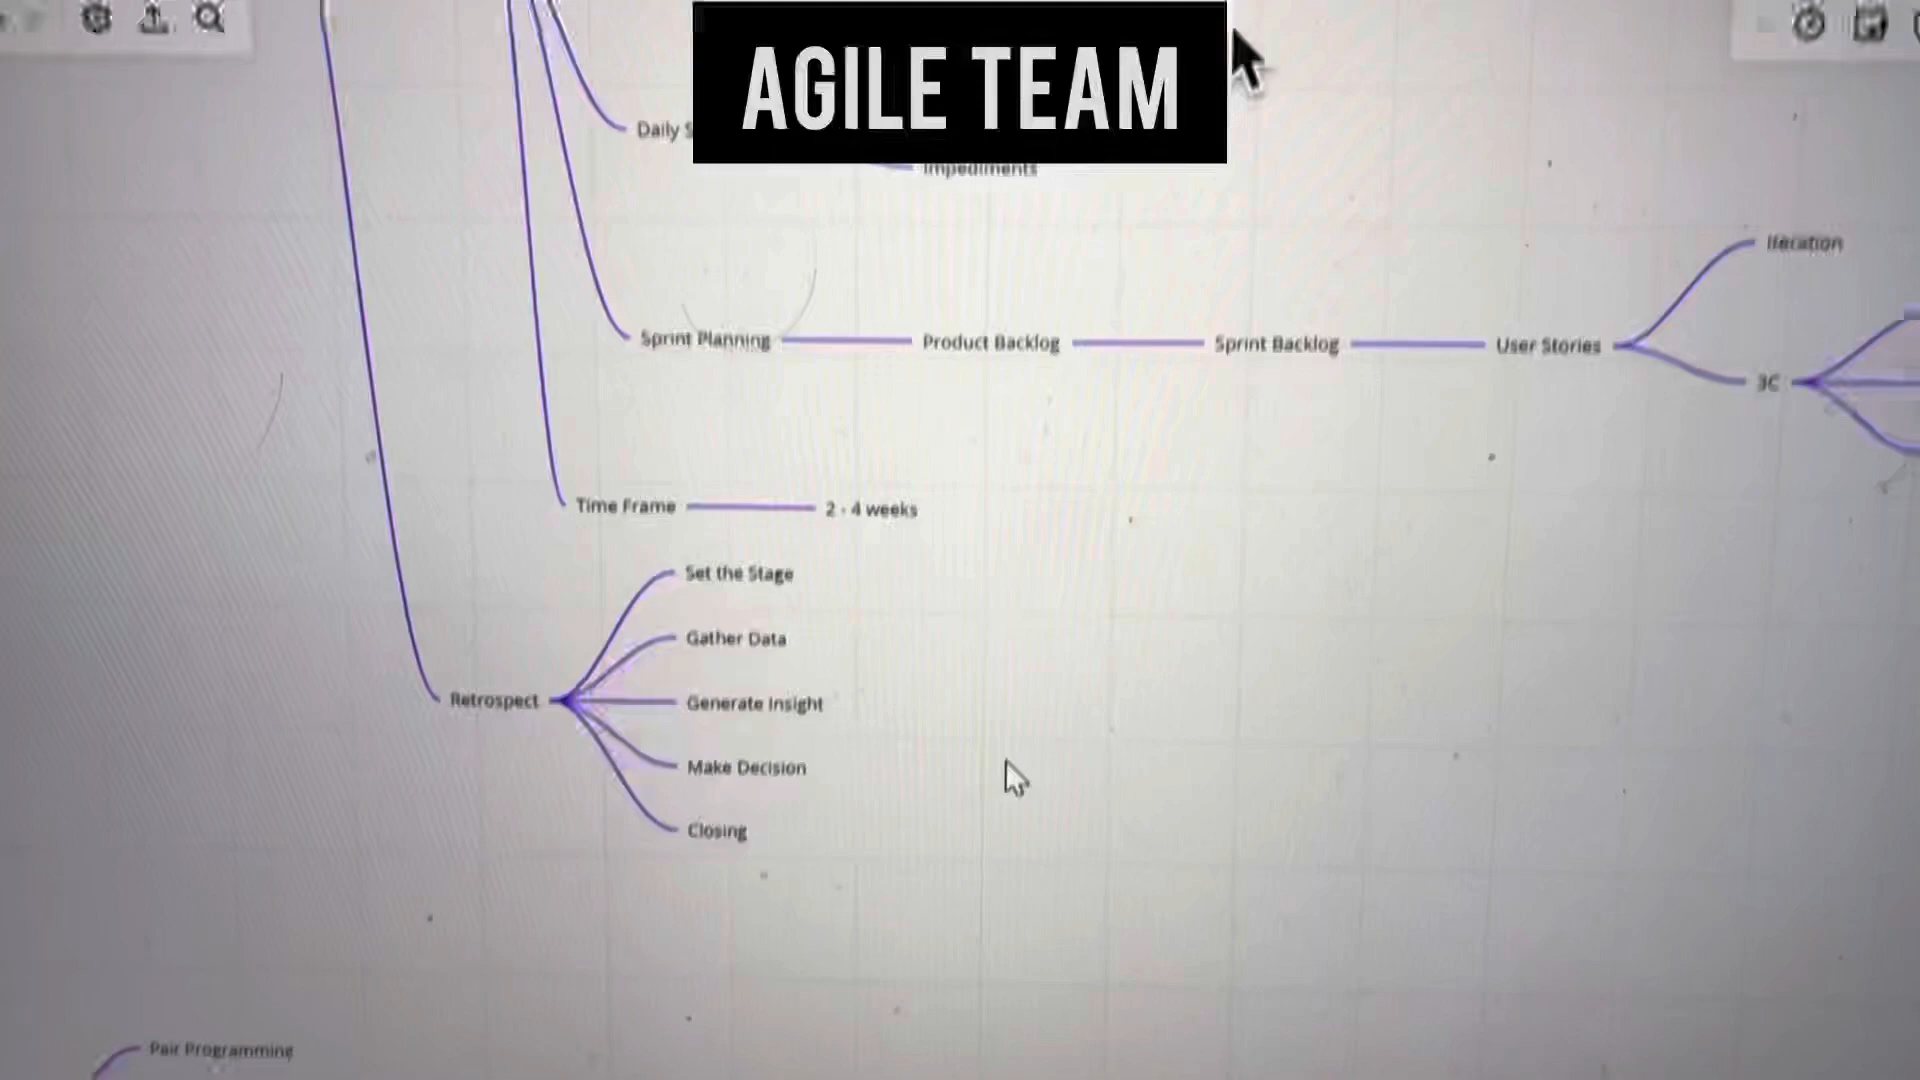 AGILE TEAM
Daily
Impediments
Iteration
Sprint Planning
Product Backlog
Sprint Backlog
User Stories
3C
Time Frame
2 - 4 weeks
Set the Stage
Gather Data
Retrospect
Generate Insight
Make Decision
Closing
Pair Programming